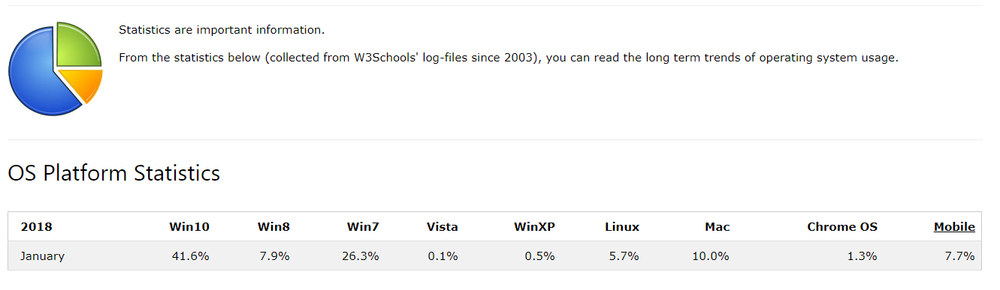 Statistics are important information.
From the statistics below (collected from W3Schools' log-files since 2003), you can read the long term trends of operating system usage.
OS Platform Statistics
2018 Win10 Win8 Win7 Vista WinXP Linux Mac Chrome OS Mobile
January 41.6% 7.9% 26.3% 0.1% 0.5% 5.7% 10.0% 1.3% 7.7%